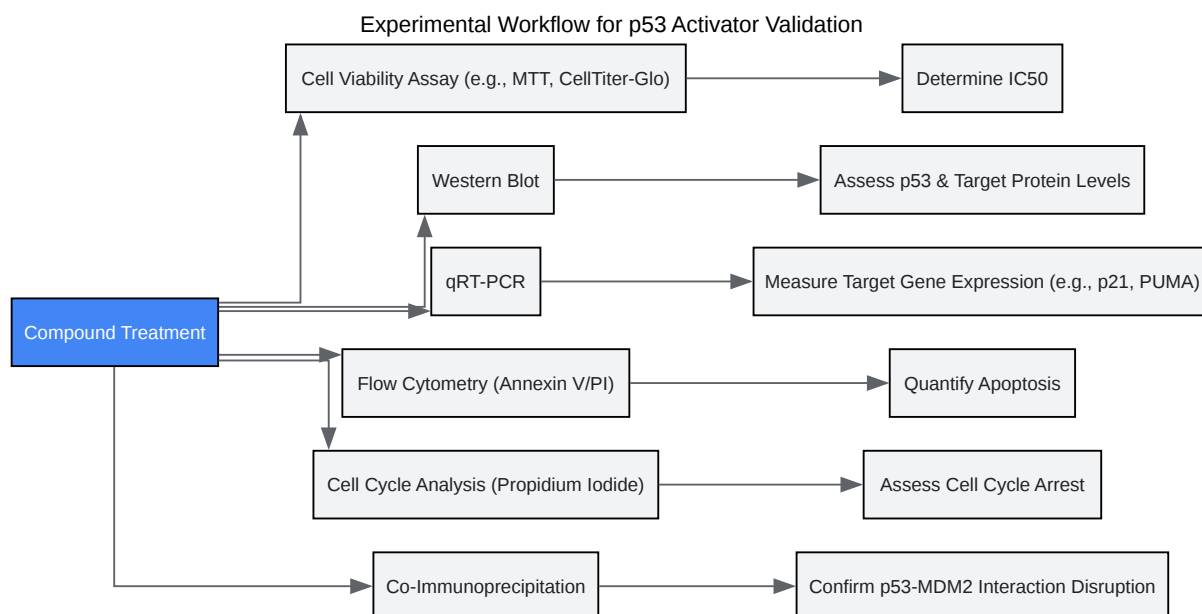 Experimental Workflow for p53 Activator Validation
Cell Viability Assay (e.g., MTT, CellTiter-Glo)
Determine IC50
Western Blot
Assess p53 & Target Protein Levels
qRT-PCR
Measure Target Gene Expression (e.g., p21, PUMA)
Compound Treatment
Flow Cytometry (Annexin V/PI)
Quantify Apoptosis
Cell Cycle Analysis (Propidium Iodide)
Assess Cell Cycle Arrest
Co-Immunoprecipitation
Confirm p53-MDM2 Interaction Disruption